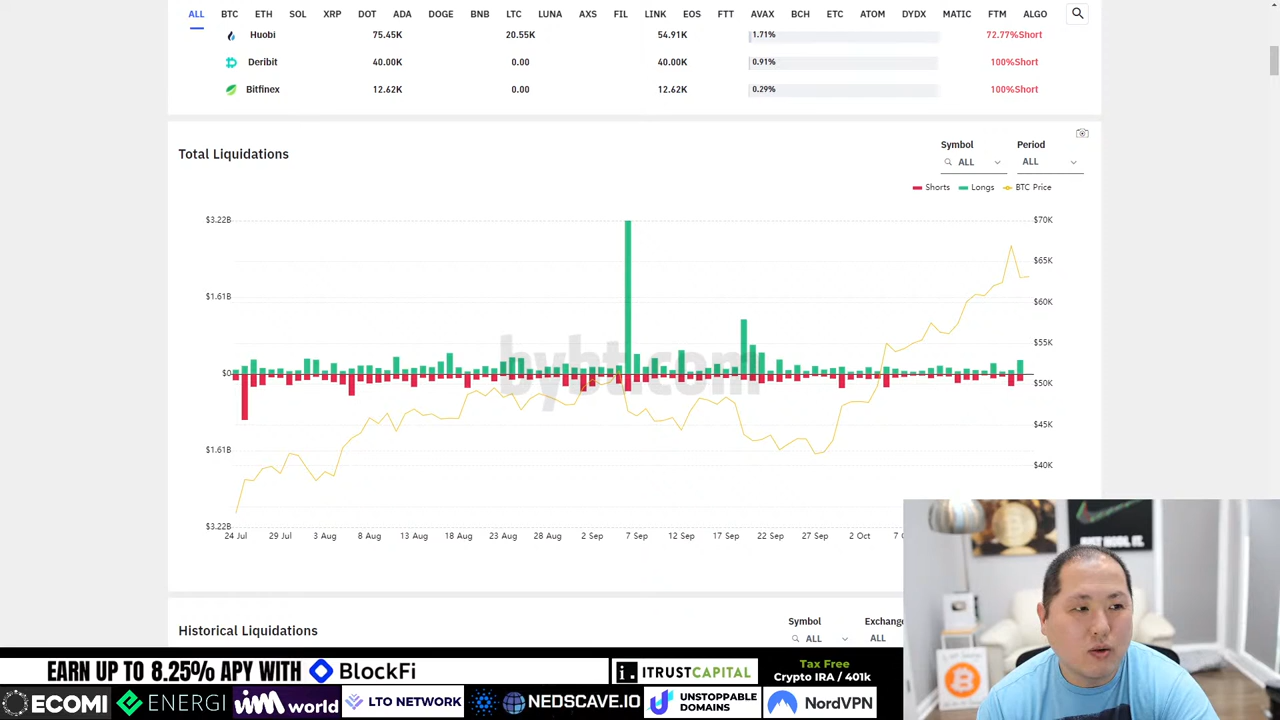 ALL BTC ETH SOL XRP DOT ADA DOGE BNB LTC LUNA AXS FIL LINK EOS FTT AVAX BCH ETC ATOM DYDX MATIC FTM ALGO
Huobi 75.45K 20.55K 54.91K 1.71% 72.77%Short
Deribit 40.00K 0.00 40.00K 0.91% 100%Short
Bitfinex 12.62K 0.00 12.62K 0.29% 100%Short
Total Liquidations
Symbol Period
ALL ALL
Shorts Longs BTC Price
$3.22B $70K
$65K
$1.61B $60K
$55K
$0 $50K
bybt.com
$45K
$1.61B $40K
$3.22B
24 Jul 29 Jul 3 Aug 8 Aug 13 Aug 18 Aug 23 Aug 28 Aug 2 Sep 7 Sep 12 Sep 17 Sep 22 Sep 27 Sep 2 Oct
Historical Liquidations
Symbol Exchange
ALL ALL
JUST HODL IT.
EARN UP TO 8.25% APY WITH BlockFi
ITRUSTCAPITAL
Tax Free
Crypto IRA / 401k
ECOMI ENERGI world LTO NETWORK NEDSCAVE.IO UNSTOPPABLE DOMAINS NordVPN